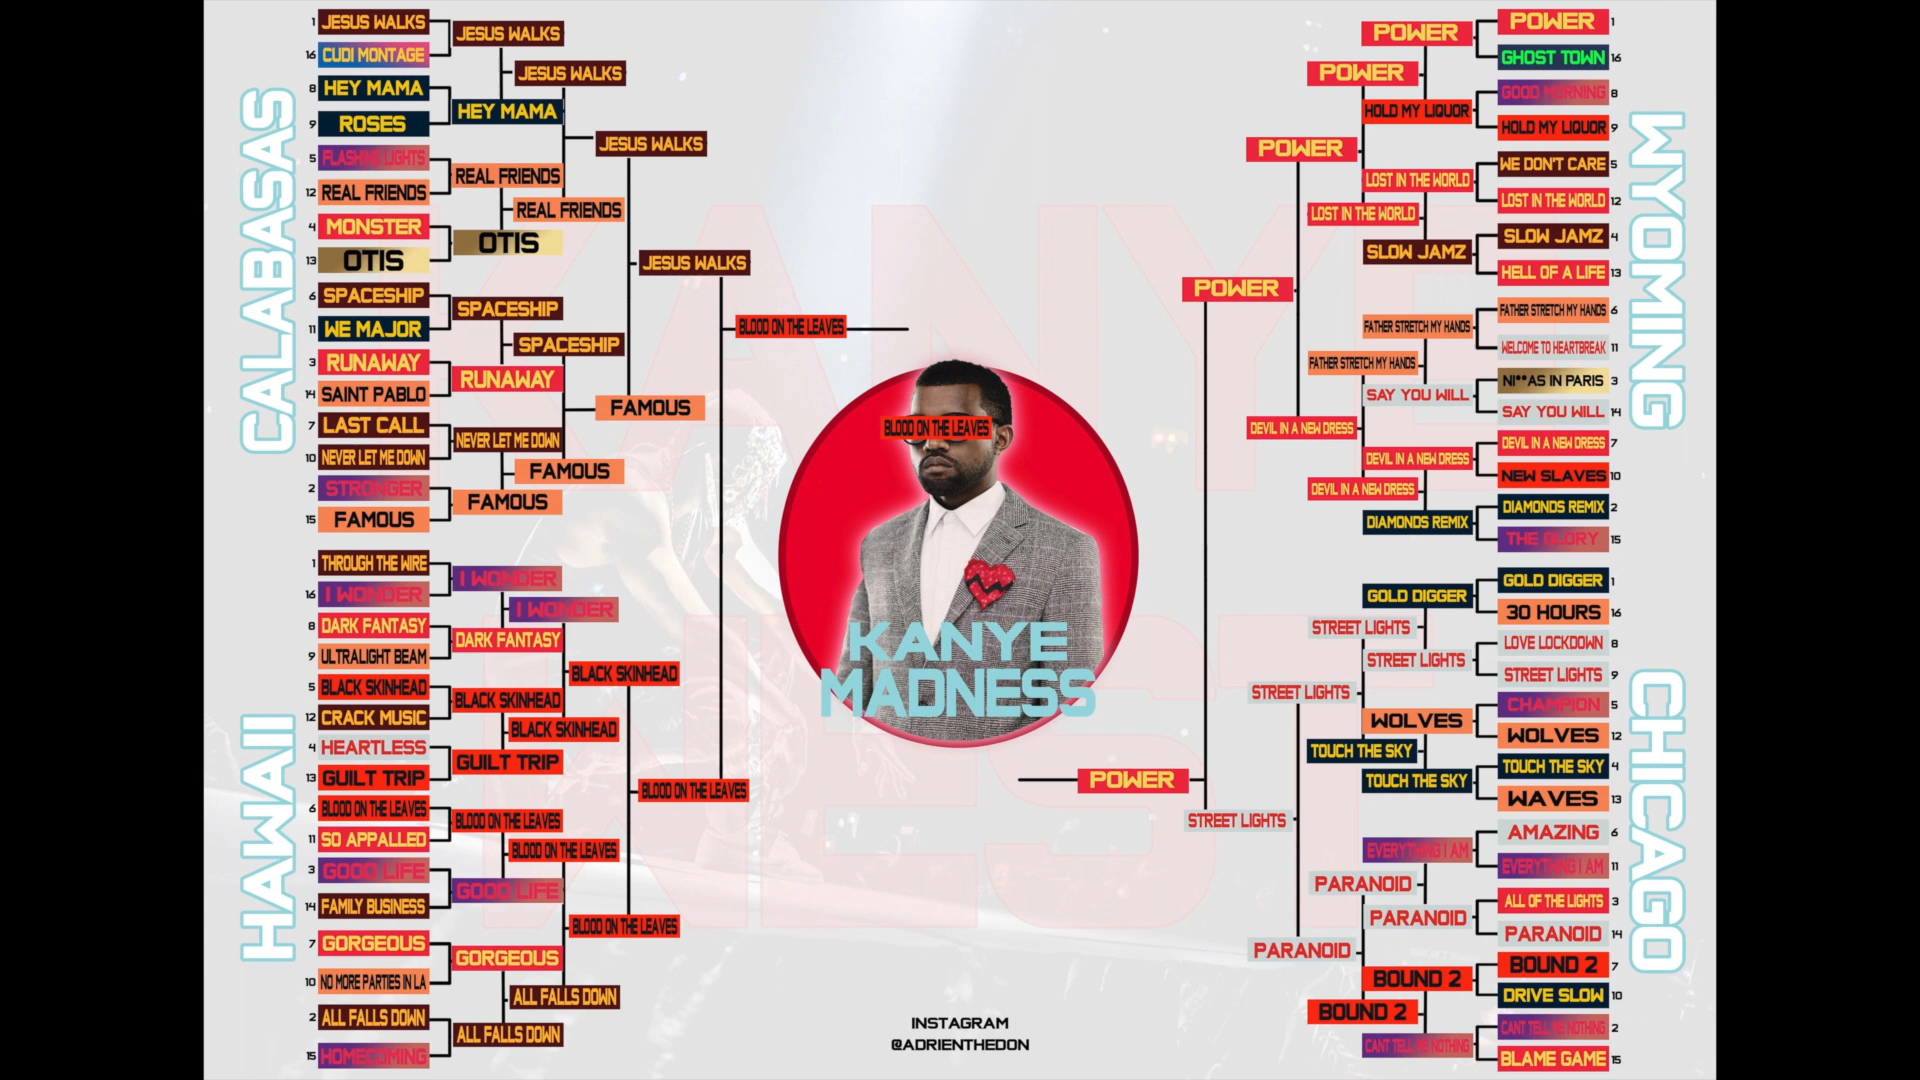 CALABASAS
1 JESUS WALKS
16 CUDI MONTAGE
8 HEY MAMA
9 ROSES
5 FLASHING LIGHTS
12 REAL FRIENDS
4 MONSTER
13 OTIS
6 SPACESHIP
11 WE MAJOR
3 RUNAWAY
14 SAINT PABLO
7 LAST CALL
10 NEVER LET ME DOWN
2 STRONGER
15 FAMOUS
JESUS WALKS
HEY MAMA
REAL FRIENDS
OTIS
SPACESHIP
RUNAWAY
NEVER LET ME DOWN
FAMOUS
JESUS WALKS
REAL FRIENDS
SPACESHIP
FAMOUS
JESUS WALKS
FAMOUS
JESUS WALKS
HAWAII
1 THROUGH THE WIRE
16 I WONDER
8 DARK FANTASY
9 ULTRALIGHT BEAM
5 BLACK SKINHEAD
12 CRACK MUSIC
4 HEARTLESS
13 GUILT TRIP
6 BLOOD ON THE LEAVES
11 SO APPALLED
3 GOOD LIFE
14 FAMILY BUSINESS
7 GORGEOUS
10 NO MORE PARTIES IN LA
2 ALL FALLS DOWN
15 HOMECOMING
I WONDER
DARK FANTASY
BLACK SKINHEAD
GUILT TRIP
BLOOD ON THE LEAVES
GOOD LIFE
GORGEOUS
ALL FALLS DOWN
I WONDER
BLACK SKINHEAD
BLOOD ON THE LEAVES
ALL FALLS DOWN
BLACK SKINHEAD
BLOOD ON THE LEAVES
BLOOD ON THE LEAVES
BLOOD ON THE LEAVES
BLOOD ON THE LEAVES
KANYE
MADNESS
KANYE
WEST
INSTAGRAM
@ADRIENTHEDON
POWER
WYOMING
POWER 1
GHOST TOWN 16
GOOD MORNING 8
HOLD MY LIQUOR 9
WE DON'T CARE 5
LOST IN THE WORLD 12
SLOW JAMZ 4
HELL OF A LIFE 13
FATHER STRETCH MY HANDS 6
WELCOME TO HEARTBREAK 11
NI**AS IN PARIS 3
SAY YOU WILL 14
DEVIL IN A NEW DRESS 7
NEW SLAVES 10
DIAMONDS REMIX 2
THE GLORY 15
POWER
HOLD MY LIQUOR
LOST IN THE WORLD
SLOW JAMZ
FATHER STRETCH MY HANDS
SAY YOU WILL
DEVIL IN A NEW DRESS
DIAMONDS REMIX
POWER
LOST IN THE WORLD
FATHER STRETCH MY HANDS
DEVIL IN A NEW DRESS
POWER
DEVIL IN A NEW DRESS
POWER
CHICAGO
GOLD DIGGER 1
30 HOURS 16
LOVE LOCKDOWN 8
STREET LIGHTS 9
CHAMPION 5
WOLVES 12
TOUCH THE SKY 4
WAVES 13
AMAZING 6
EVERYTHING I AM 11
ALL OF THE LIGHTS 3
PARANOID 14
BOUND 2 7
DRIVE SLOW 10
CANT TELL ME NOTHING 2
BLAME GAME 15
GOLD DIGGER
STREET LIGHTS
WOLVES
TOUCH THE SKY
EVERYTHING I AM
PARANOID
BOUND 2
CANT TELL ME NOTHING
STREET LIGHTS
TOUCH THE SKY
PARANOID
BOUND 2
STREET LIGHTS
PARANOID
STREET LIGHTS